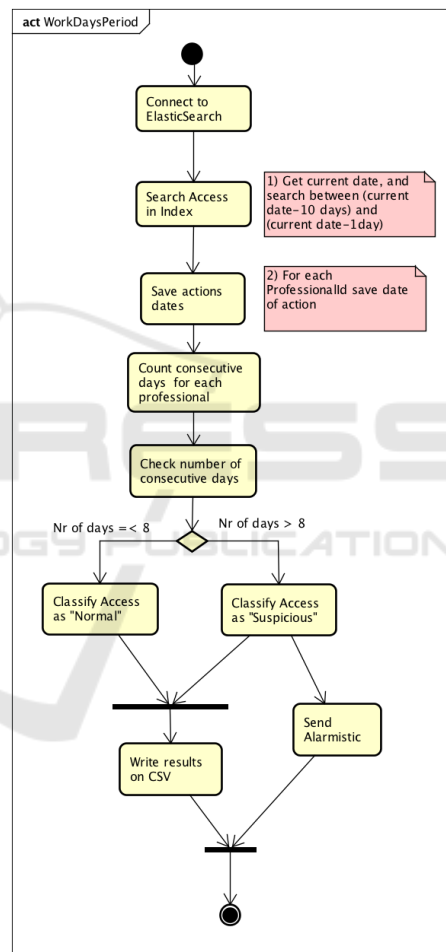 act WorkDaysPeriod
Connect to
ElasticSearch
Search Access
in Index
1) Get current date, and
search between (current
date-10 days) and
(current date-1day)
Save actions
dates
2) For each
ProfessionalId save date
of action
Count consecutive
days for each
professional
Check number of
consecutive days
Nr of days =< 8
Nr of days > 8
Classify Access
as "Normal"
Classify Access
as "Suspicious"
Send
Alarmistic
Write results
on CSV